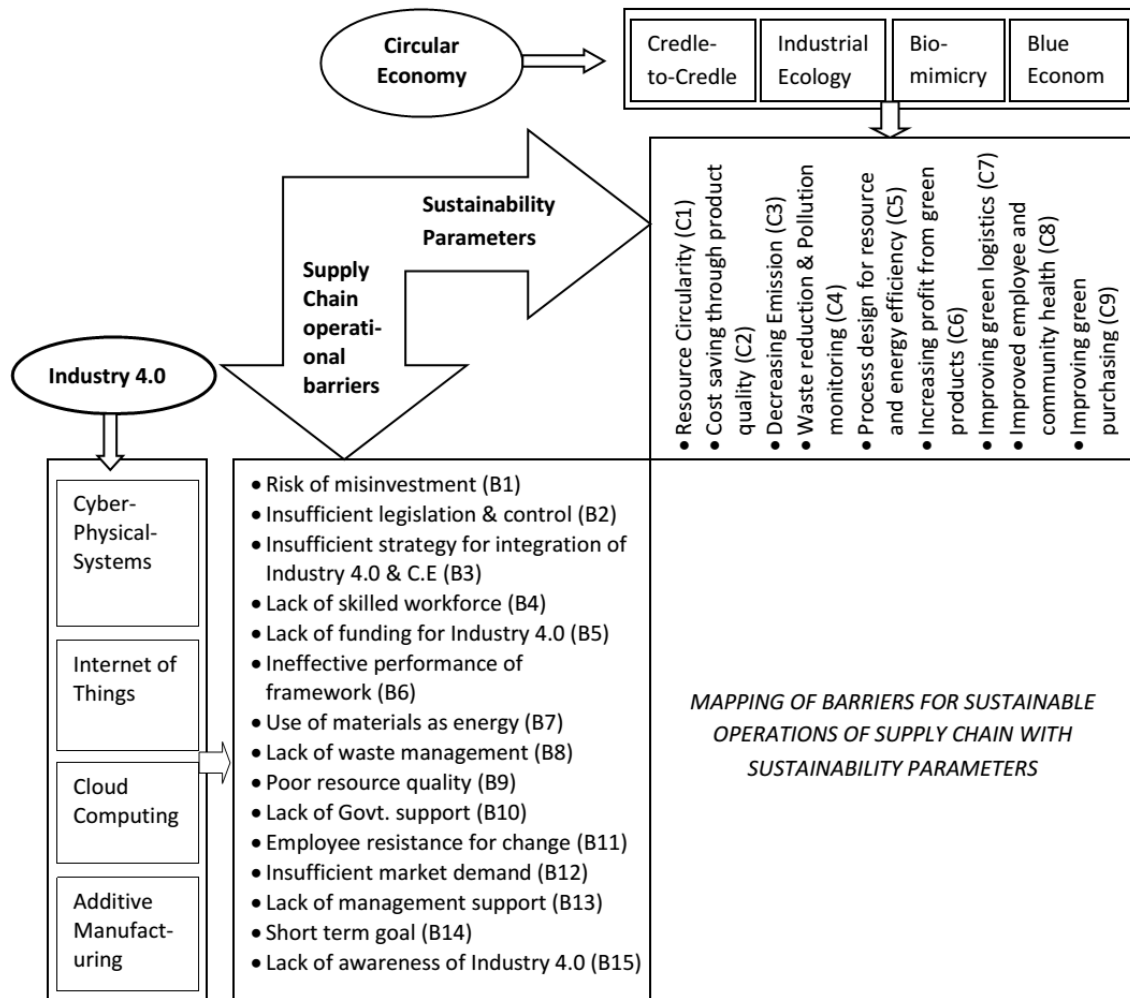 Circular
Economy
Credle-
to-Credle
Industrial
Ecology
Bio-
mimicry
Blue
Econom
Sustainability
Parameters
Supply
Chain
operati-
onal
barriers
• Resource Circularity (C1)
• Cost saving through product
quality (C2)
• Decreasing Emission (C3)
• Waste reduction & Pollution
monitoring (C4)
• Process design for resource
and energy efficiency (C5)
• Increasing profit from green
products (C6)
• Improving green logistics (C7)
• Improved employee and
community health (C8)
• Improving green
purchasing (C9)
Industry 4.0
Cyber-
Physical-
Systems
Internet of
Things
Cloud
Computing
Additive
Manufact-
uring
• Risk of misinvestment (B1)
• Insufficient legislation & control (B2)
• Insufficient strategy for integration of
Industry 4.0 & C.E (B3)
• Lack of skilled workforce (B4)
• Lack of funding for Industry 4.0 (B5)
• Ineffective performance of
framework (B6)
• Use of materials as energy (B7)
• Lack of waste management (B8)
• Poor resource quality (B9)
• Lack of Govt. support (B10)
• Employee resistance for change (B11)
• Insufficient market demand (B12)
• Lack of management support (B13)
• Short term goal (B14)
• Lack of awareness of Industry 4.0 (B15)
MAPPING OF BARRIERS FOR SUSTAINABLE
OPERATIONS OF SUPPLY CHAIN WITH
SUSTAINABILITY PARAMETERS